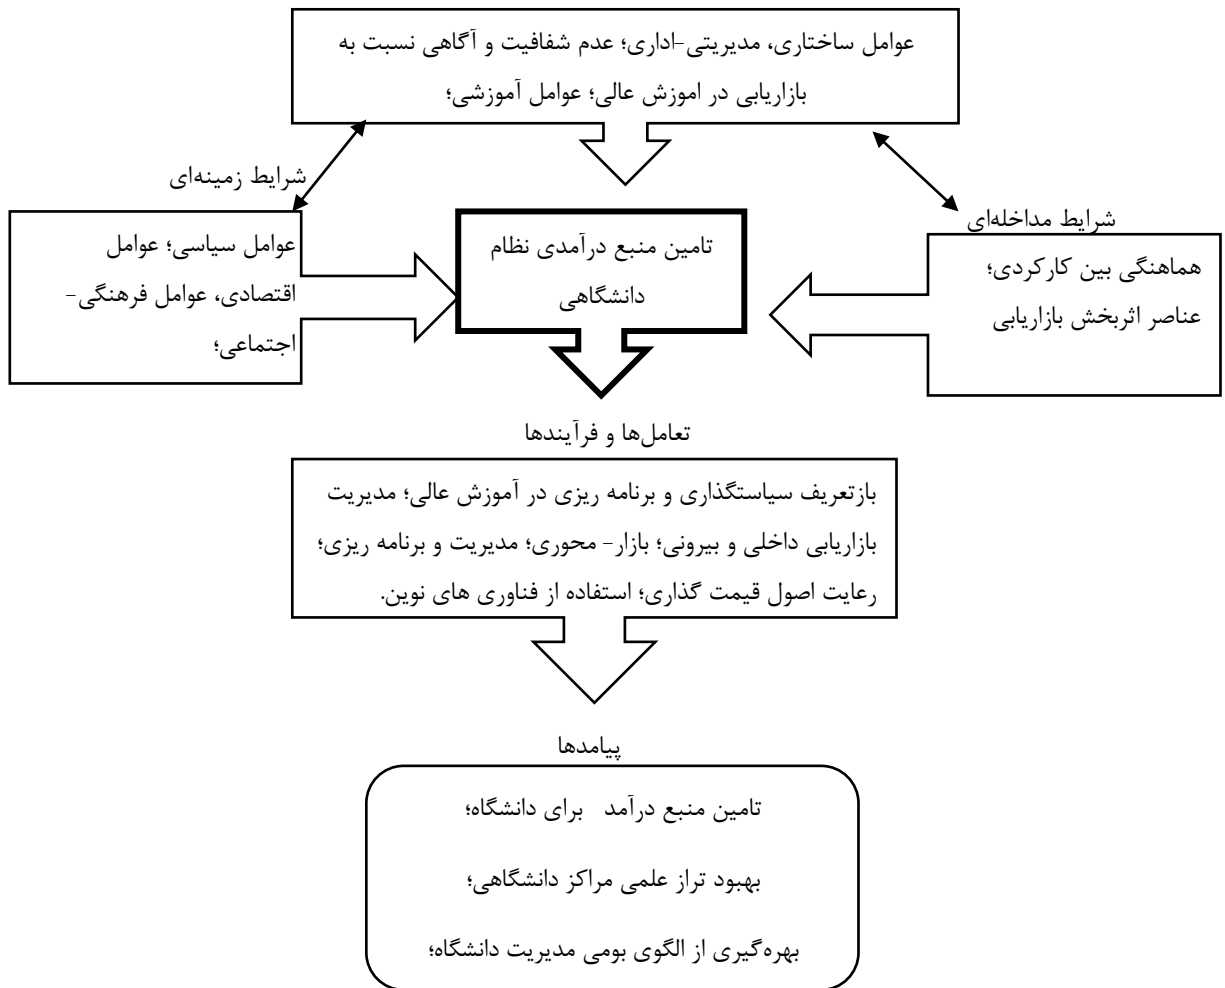 عوامل ساختاری، مدیریتی-اداری؛ عدم شفافیت و آگاهی نسبت به
بازاریابی در اموزش عالی؛ عوامل آموزشی؛
شرایط زمینه‌ای
شرایط مداخله‌ای
عوامل سیاسی؛ عوامل
اقتصادی، عوامل فرهنگی-
اجتماعی؛
تامین منبع درآمدی نظام
دانشگاهی
هماهنگی بین کارکردی؛
عناصر اثربخش بازاریابی
تعامل‌ها و فرآیندها
بازتعریف سیاستگذاری و برنامه ریزی در آموزش عالی؛ مدیریت
بازاریابی داخلی و بیرونی؛ بازار- محوری؛ مدیریت و برنامه ریزی؛
رعایت اصول قیمت گذاری؛ استفاده از فناوری های نوین.
پیامدها
تامین منبع درآمد برای دانشگاه؛
بهبود تراز علمی مراکز دانشگاهی؛
بهره‌گیری از الگوی بومی مدیریت دانشگاه؛